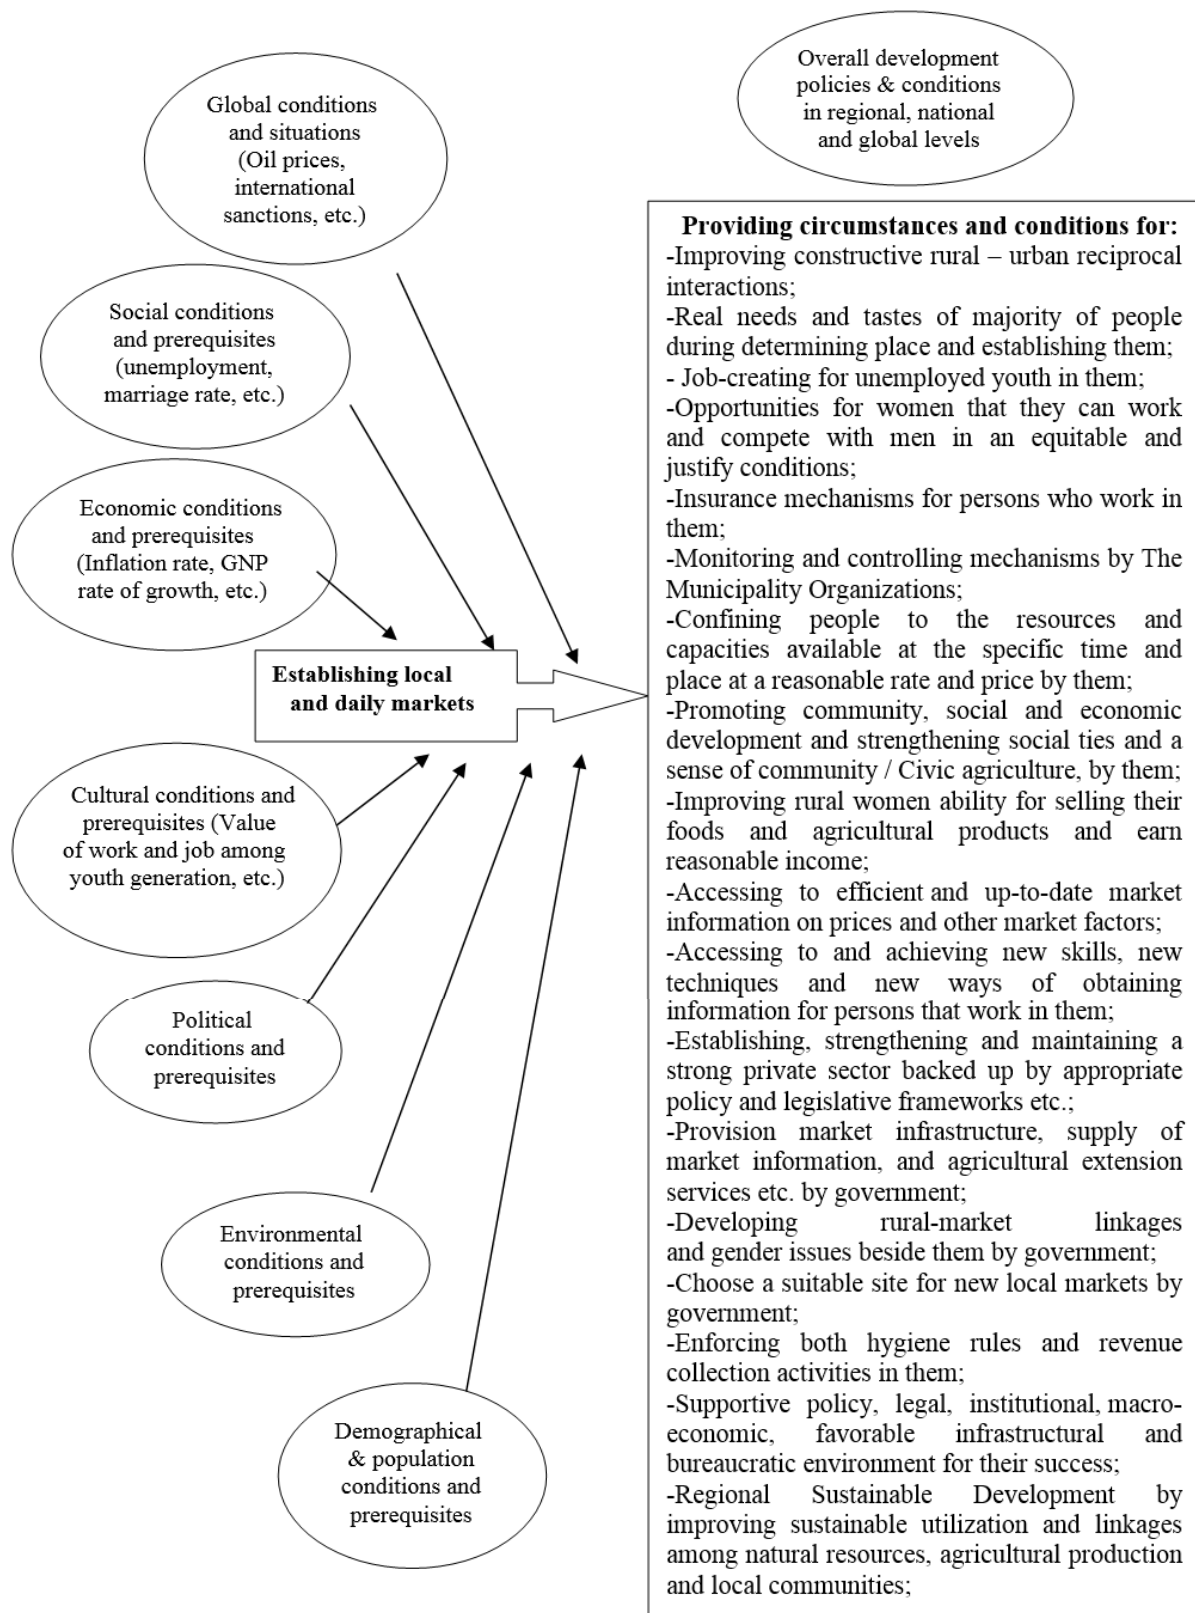 Global conditions
and situations
(Oil prices,
international
sanctions, etc.)
Overall development
policies & conditions
in regional, national
and global levels
Social conditions
and prerequisites
(unemployment,
marriage rate, etc.)
Economic conditions
and prerequisites
(Inflation rate, GNP
rate of growth, etc.)
Establishing local
and daily markets
Cultural conditions and
prerequisites (Value
of work and job among
youth generation, etc.)
Political
conditions and
prerequisites
Environmental
conditions and
prerequisites
Demographical
& population
conditions and
prerequisites
Providing circumstances and conditions for:
-Improving constructive rural – urban reciprocal
interactions;
-Real needs and tastes of majority of people
during determining place and establishing them;
- Job-creating for unemployed youth in them;
-Opportunities for women that they can work
and compete with men in an equitable and
justify conditions;
-Insurance mechanisms for persons who work in
them;
-Monitoring and controlling mechanisms by The
Municipality Organizations;
-Confining people to the resources and
capacities available at the specific time and
place at a reasonable rate and price by them;
-Promoting community, social and economic
development and strengthening social ties and a
sense of community / Civic agriculture, by them;
-Improving rural women ability for selling their
foods and agricultural products and earn
reasonable income;
-Accessing to efficient and up-to-date market
information on prices and other market factors;
-Accessing to and achieving new skills, new
techniques and new ways of obtaining
information for persons that work in them;
-Establishing, strengthening and maintaining a
strong private sector backed up by appropriate
policy and legislative frameworks etc.;
-Provision market infrastructure, supply of
market information, and agricultural extension
services etc. by government;
-Developing rural-market linkages
and gender issues beside them by government;
-Choose a suitable site for new local markets by
government;
-Enforcing both hygiene rules and revenue
collection activities in them;
-Supportive policy, legal, institutional, macro-
economic, favorable infrastructural and
bureaucratic environment for their success;
-Regional Sustainable Development by
improving sustainable utilization and linkages
among natural resources, agricultural production
and local communities;